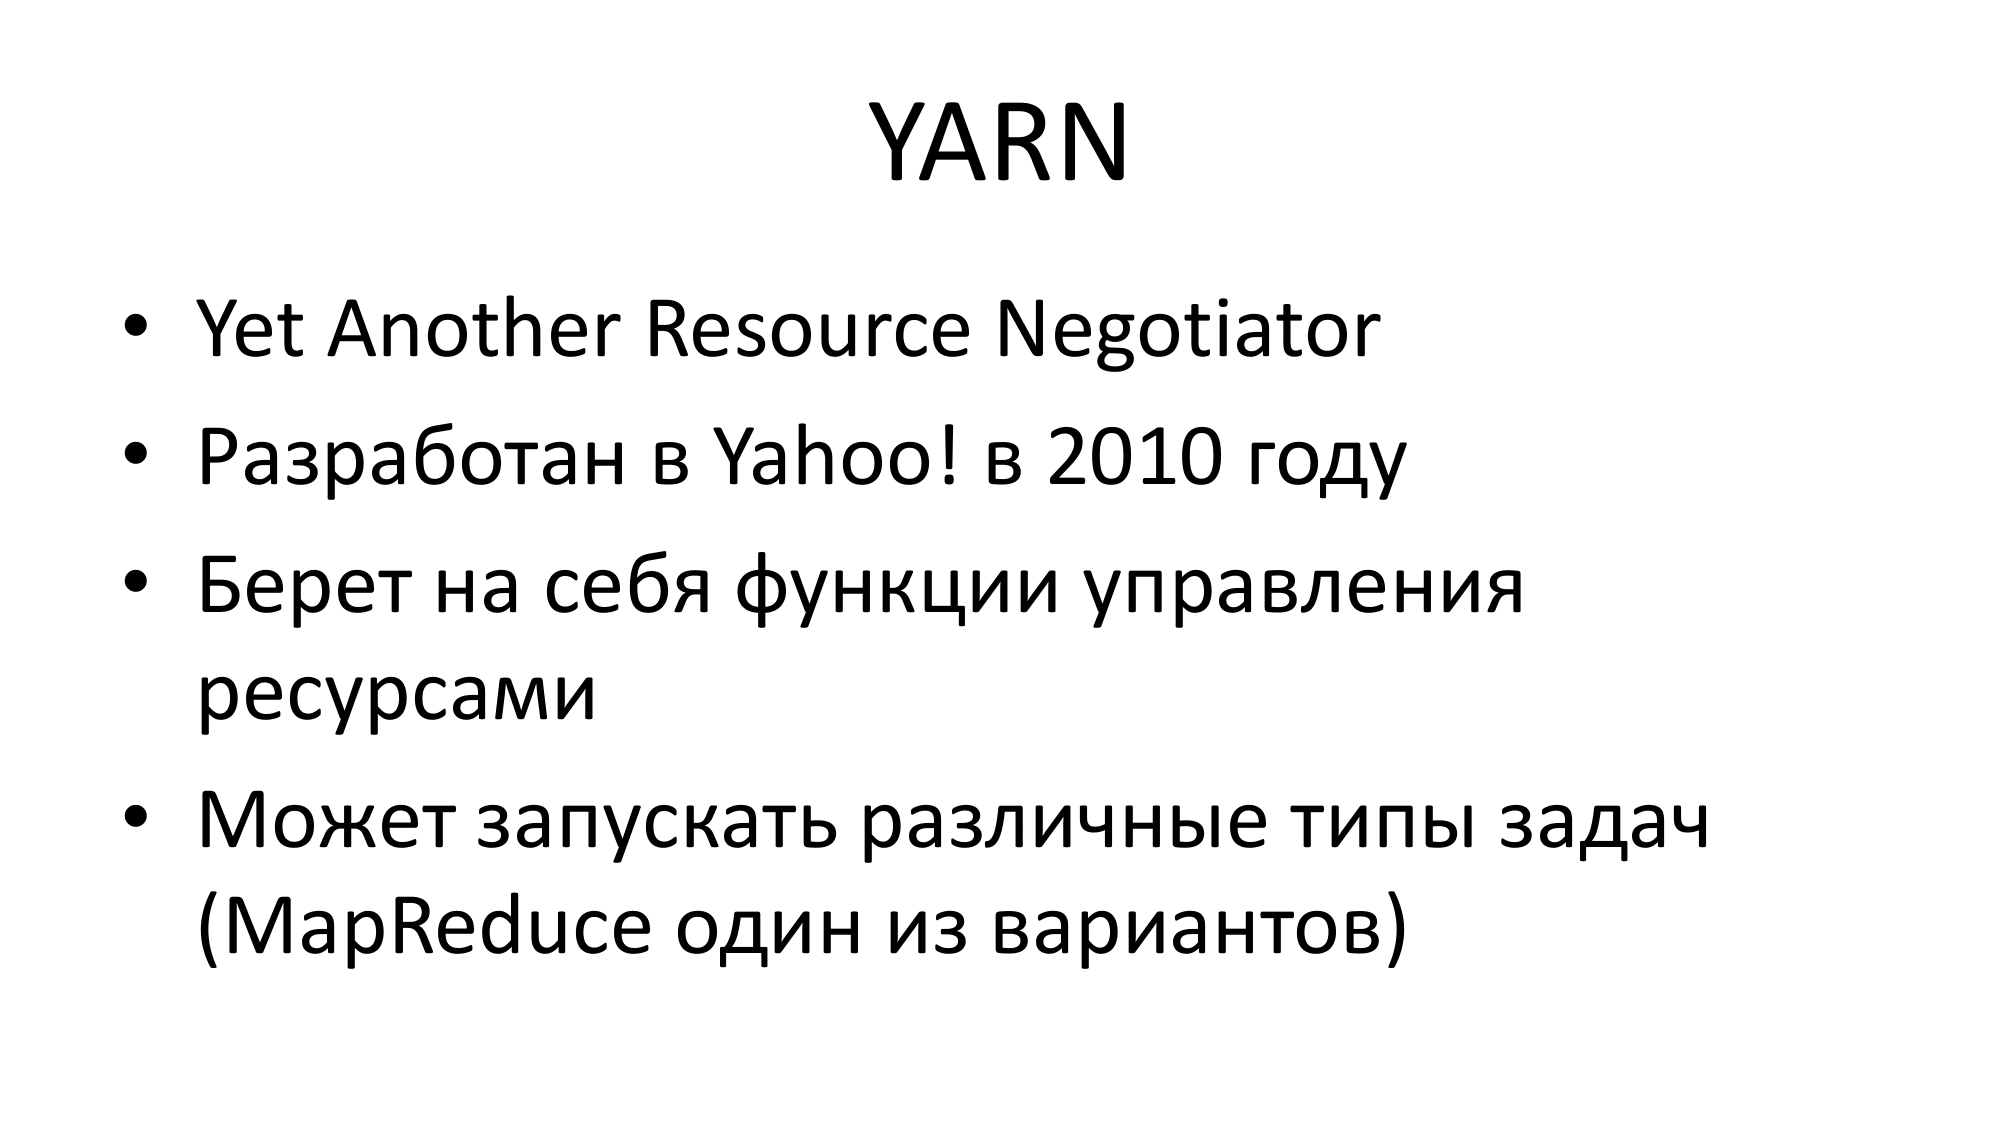 YARN
• Yet Another Resource Negotiator
• Разработан в Yahoo! в 2010 году
• Берет на себя функции управления
ресурсами
• Может запускать различные типы задач
(MapReduce один из вариантов)